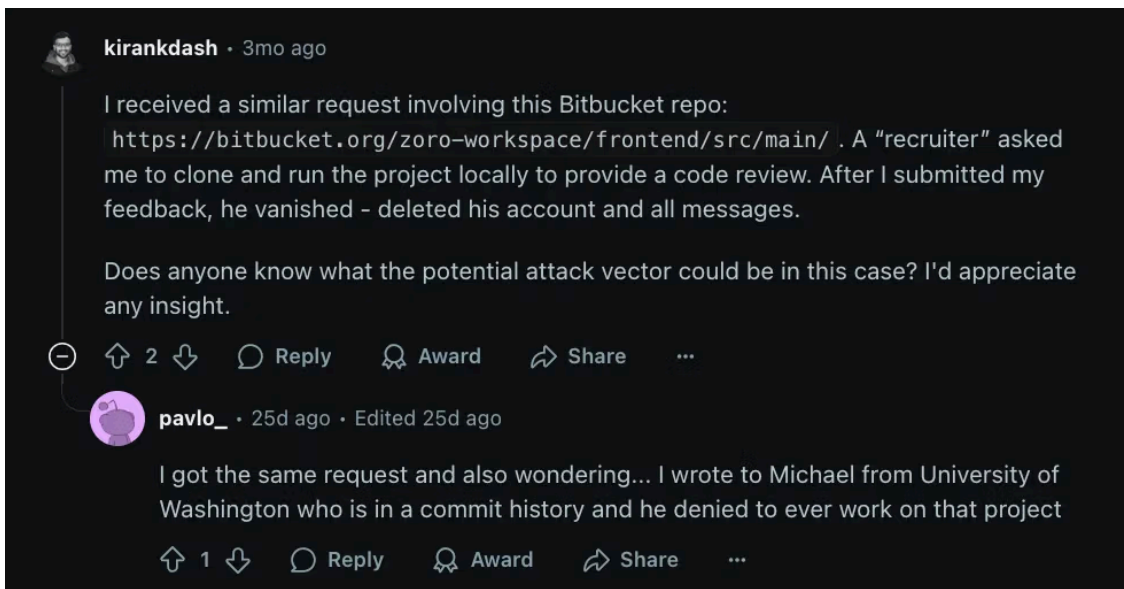 kirankdash • 3mo ago
I received a similar request involving this Bitbucket repo:
https://bitbucket.org/zoro-workspace/frontend/src/main/ . A “recruiter” asked
me to clone and run the project locally to provide a code review. After I submitted my
feedback, he vanished - deleted his account and all messages.
Does anyone know what the potential attack vector could be in this case? I'd appreciate
any insight.
2 Reply Award Share ...
pavlo_ • 25d ago • Edited 25d ago
I got the same request and also wondering... I wrote to Michael from University of
Washington who is in a commit history and he denied to ever work on that project
1 Reply Award Share ...